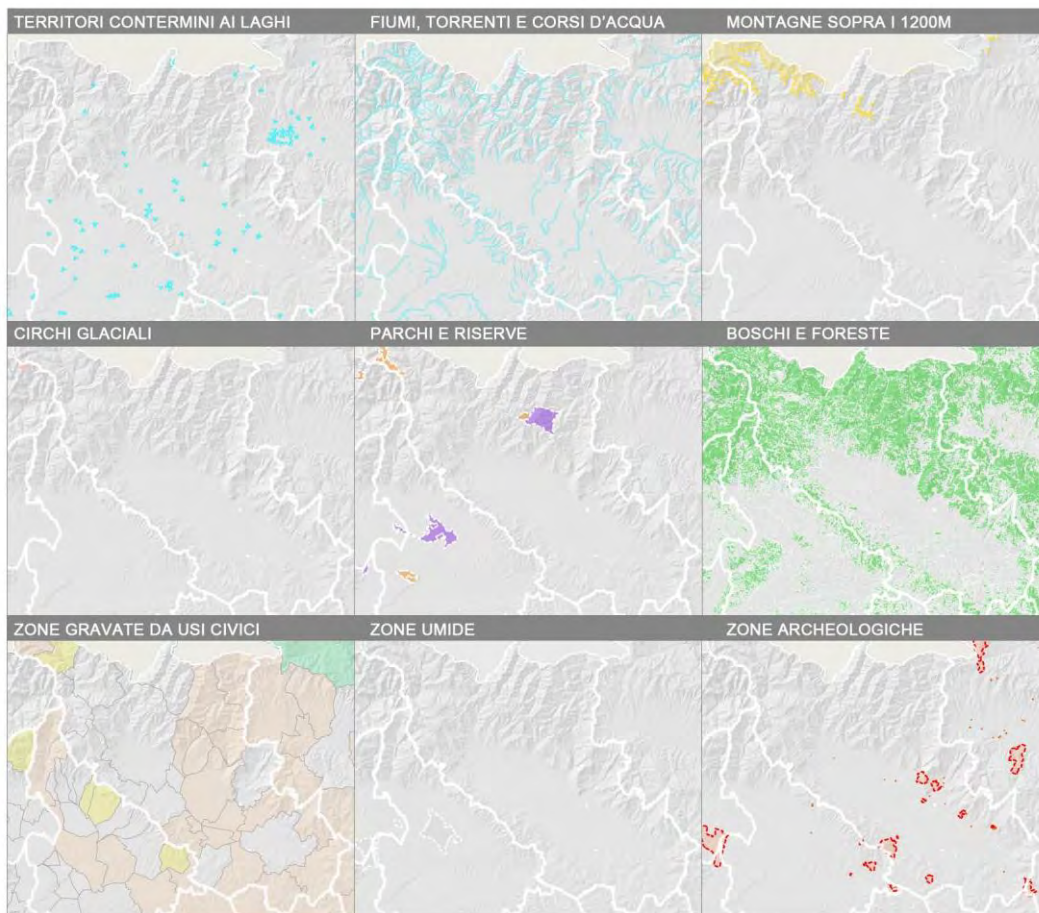 TERRITORI CONTERMINI AI LAGHI
FIUMI, TORRENTI E CORSI D'ACQUA
MONTAGNE SOPRA I 1200M
CIRCHI GLACIALI
PARCHI E RISERVE
BOSCHI E FORESTE
ZONE GRAVATE DA USI CIVICI
ZONE UMIDE
ZONE ARCHEOLOGICHE